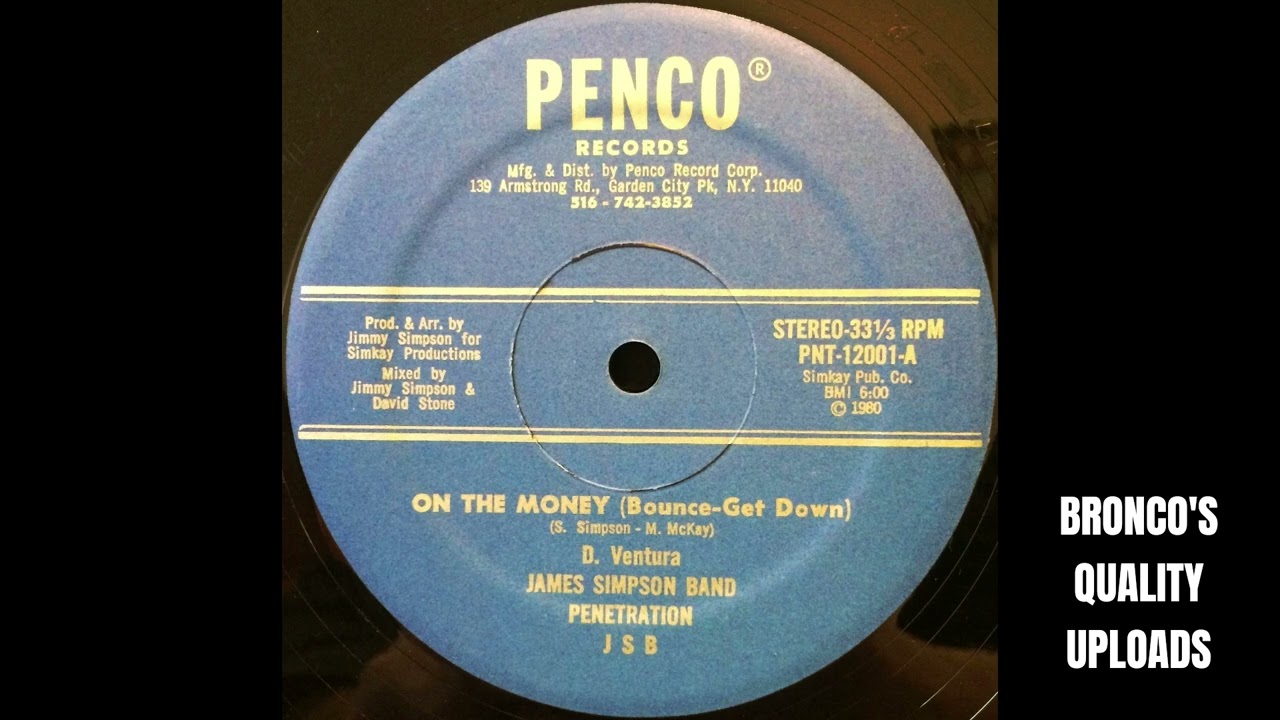 PENCO®
RECORDS
Mfg. & Dist. by Penco Record Corp.
139 Armstrong Rd., Garden City Pk, N.Y. 11040
516 - 742-3852
Prod. & Arr. by
Jimmy Simpson for
Simkay Productions
Mixed by
Jimmy Simpson &
David Stone
STEREO-33⅓ RPM
PNT-12001-A
Simkay Pub. Co.
BMI 6:00
© 1980
ON THE MONEY (Bounce-Get Down)
(S. Simpson - M. McKay)
D. Ventura
JAMES SIMPSON BAND
PENETRATION
J S B
BRONCO'S
QUALITY
UPLOADS